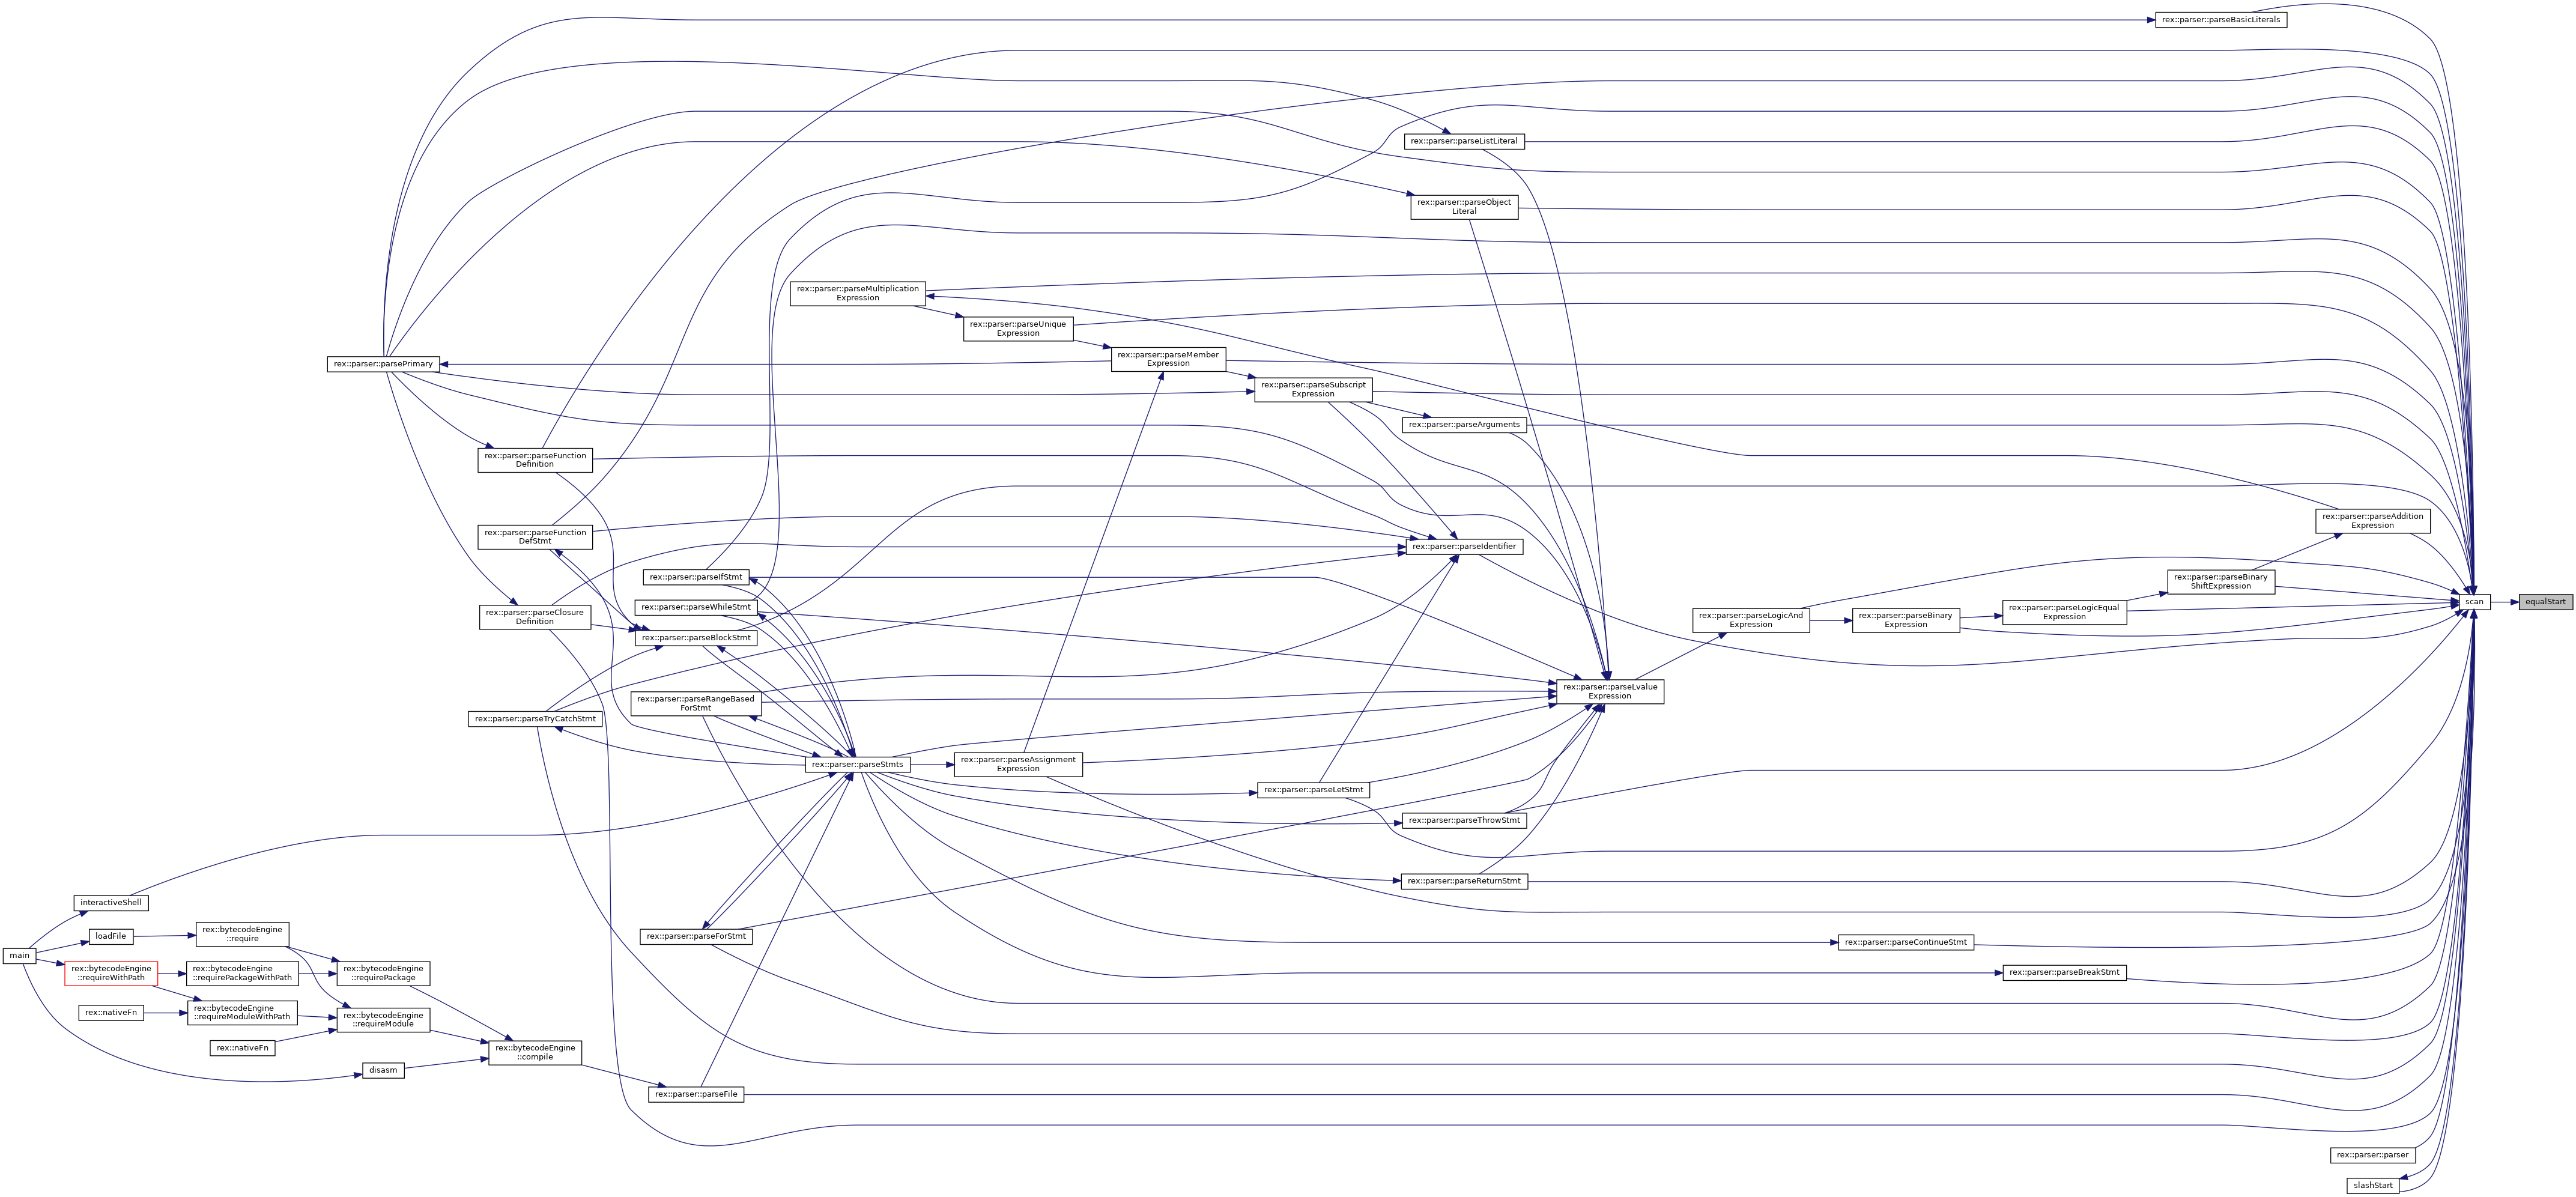 rex::parser::parseBasicLiterals
rex::parser::parseListLiteral
rex::parser::parseObject
Literal
rex::parser::parseMultiplication
Expression
rex::parser::parseUnique
Expression
rex::parser::parseMember
Expression
rex::parser::parsePrimary
rex::parser::parseSubscript
Expression
rex::parser::parseArguments
rex::parser::parseFunction
Definition
rex::parser::parseAddition
Expression
rex::parser::parseFunction
DefStmt
rex::parser::parseIdentifier
rex::parser::parseIfStmt
rex::parser::parseBinary
ShiftExpression
rex::parser::parseWhileStmt
scan
equalStart
rex::parser::parseClosure
Definition
rex::parser::parseLogicAnd
Expression
rex::parser::parseBinary
Expression
rex::parser::parseLogicEqual
Expression
rex::parser::parseBlockStmt
rex::parser::parseLvalue
Expression
rex::parser::parseRangeBased
ForStmt
rex::parser::parseTryCatchStmt
rex::parser::parseStmts
rex::parser::parseAssignment
Expression
rex::parser::parseLetStmt
rex::parser::parseThrowStmt
rex::parser::parseReturnStmt
interactiveShell
loadFile
rex::bytecodeEngine
::require
rex::parser::parseForStmt
rex::parser::parseContinueStmt
main
rex::bytecodeEngine
::requireWithPath
rex::bytecodeEngine
::requirePackageWithPath
rex::bytecodeEngine
::requirePackage
rex::parser::parseBreakStmt
rex::nativeFn
rex::bytecodeEngine
::requireModuleWithPath
rex::bytecodeEngine
::requireModule
rex::nativeFn
rex::bytecodeEngine
::compile
disasm
rex::parser::parseFile
rex::parser::parser
slashStart